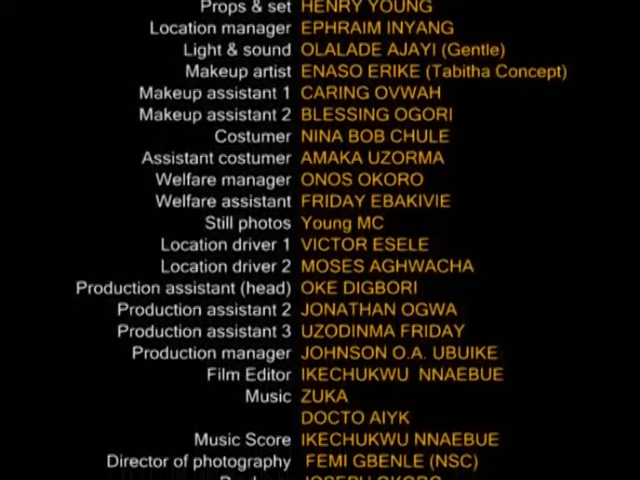 Props & set HENRY YOUNG
Location manager EPHRAIM INYANG
Light & sound OLALADE AJAYI (Gentle)
Makeup artist ENASO ERIKE (Tabitha Concept)
Makeup assistant 1 CARING OVWAH
Makeup assistant 2 BLESSING OGORI
Costumer NINA BOB CHULE
Assistant costumer AMAKA UZORMA
Welfare manager ONOS OKORO
Welfare assistant FRIDAY EBAKIVIE
Still photos Young MC
Location driver 1 VICTOR ESELE
Location driver 2 MOSES AGHWACHA
Production assistant (head) OKE DIGBORI
Production assistant 2 JONATHAN OGWA
Production assistant 3 UZODINMA FRIDAY
Production manager JOHNSON O.A. UBUIKE
Film Editor IKECHUKWU NNAEBUE
Music ZUKA
DOCTO AIYK
Music Score IKECHUKWU NNAEBUE
Director of photography FEMI GBENLE (NSC)
JOSEPH OKORO